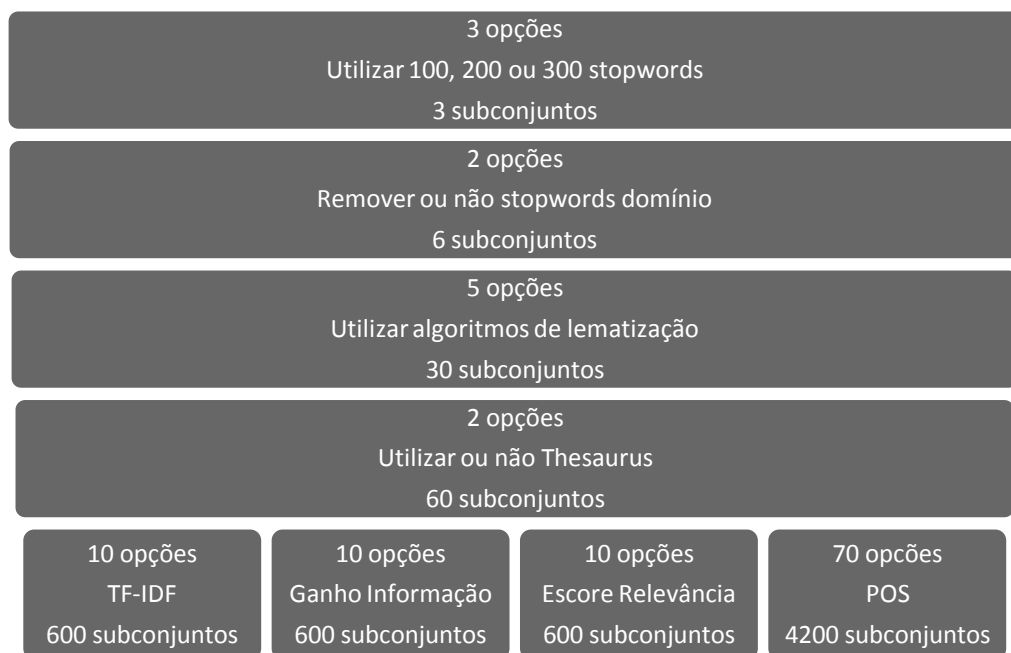 3 opções
Utilizar 100, 200 ou 300 stopwords
3 subconjuntos
2 opções
Remover ou não stopwords domínio
6 subconjuntos
5 opções
Utilizar algoritmos de lematização
30 subconjuntos
2 opções
Utilizar ou não Thesaurus
60 subconjuntos
10 opções
TF-IDF
600 subconjuntos
10 opções
Ganho Informação
600 subconjuntos
10 opções
Escore Relevância
600 subconjuntos
70 opcões
POS
4200 subconjuntos